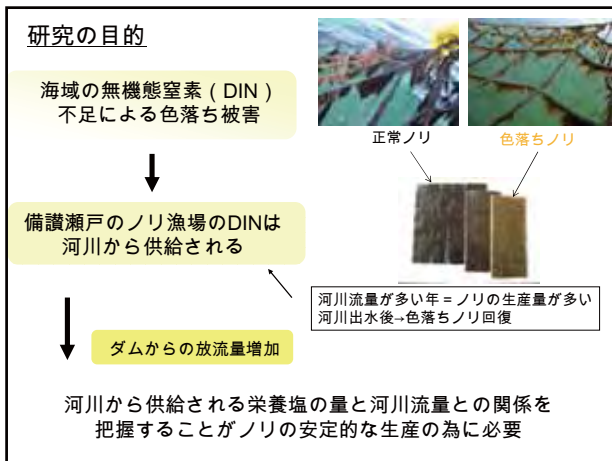 研究の目的
海域の無機態窒素（DIN）
不足による色落ち被害
正常ノリ
色落ちノリ
備讃瀬戸のノリ漁場のDINは
河川から供給される
河川流量が多い年＝ノリの生産量が多い
河川出水後→色落ちノリ回復
ダムからの放流量増加
河川から供給される栄養塩の量と河川流量との関係を
把握することがノリの安定的な生産の為に必要